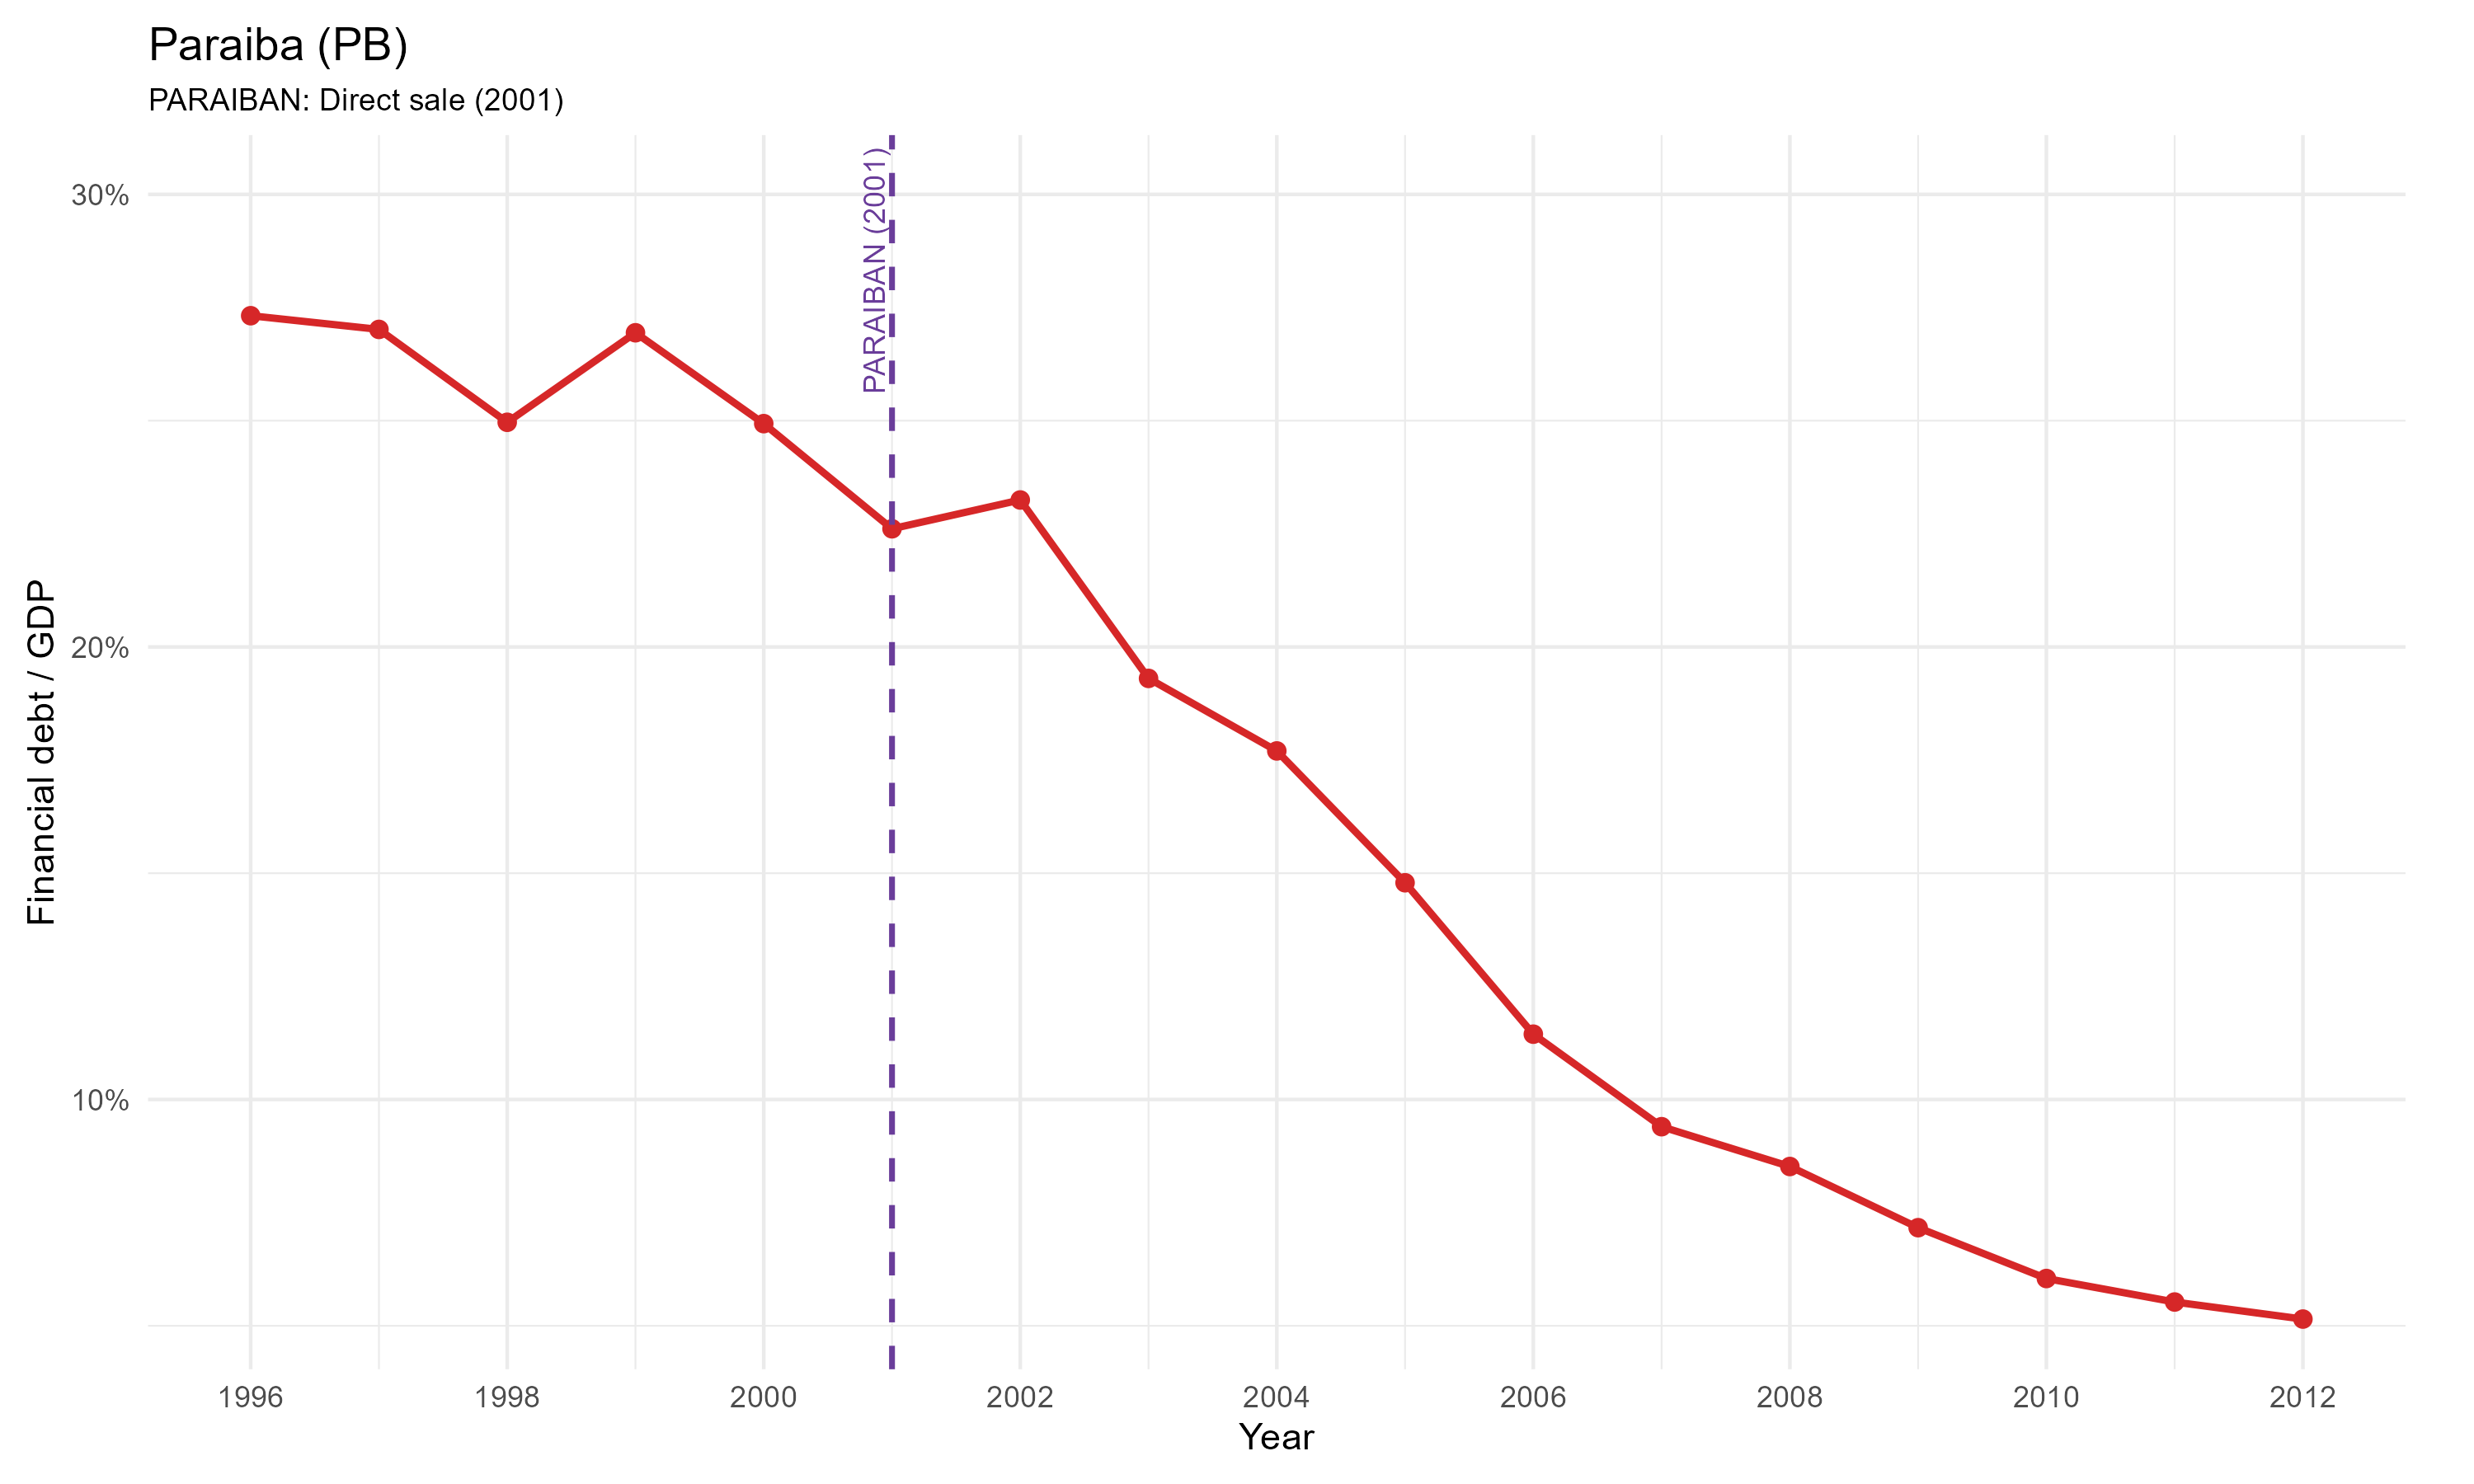 Paraiba (PB)
PARAIBAN: Direct sale (2001)
PARAIBAN (2001)
Financial debt / GDP
30%
20%
10%
1996 1998 2000 2002 2004 2006 2008 2010 2012
Year